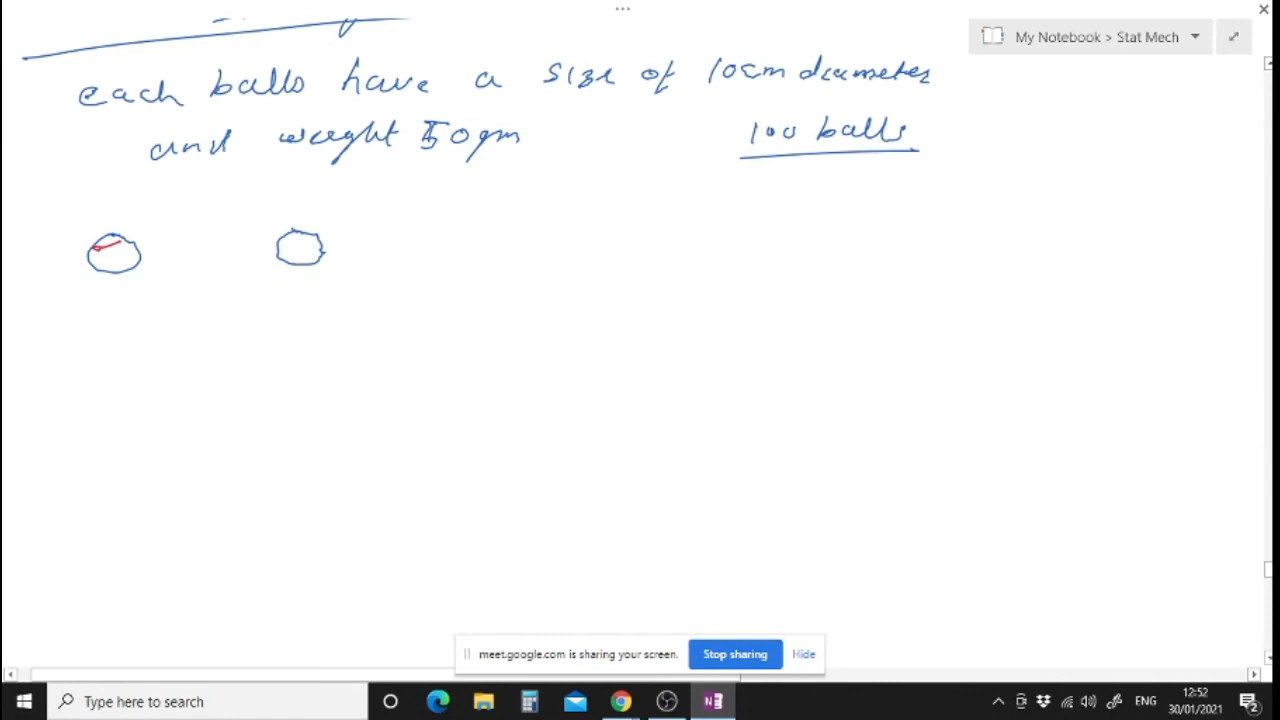 My Notebook > Stat Mech
each balls have a size of 10cm diameter
and weight 50gm
100 balls
meet.google.com is sharing your screen.
Stop sharing
Hide
Type here to search
ENG
12:52
30/01/2021
2